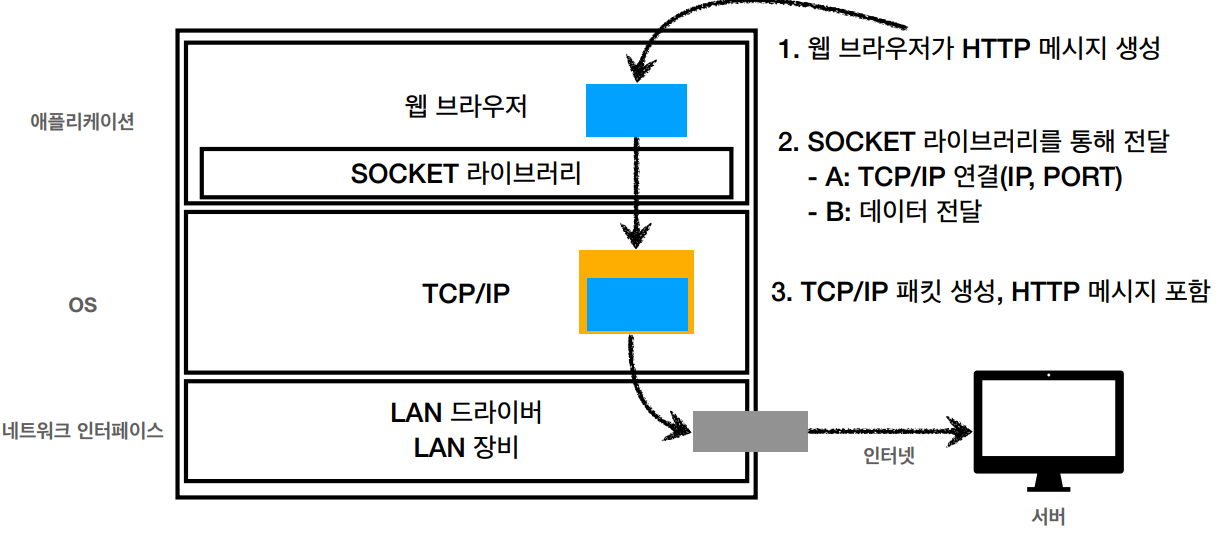 1. 웹 브라우저가 HTTP 메시지 생성
애플리케이션
웹 브라우저
SOCKET 라이브러리
2. SOCKET 라이브러리를 통해 전달
- A: TCP/IP 연결(IP, PORT)
- B: 데이터 전달
OS
TCP/IP
3. TCP/IP 패킷 생성, HTTP 메시지 포함
네트워크 인터페이스
LAN 드라이버
LAN 장비
인터넷
서버